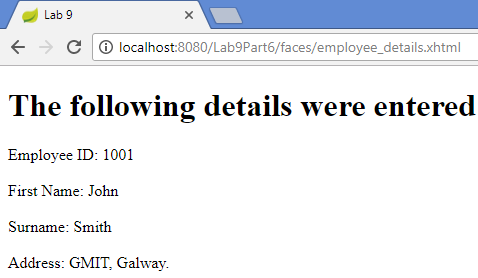 Lab 9
localhost:8080/Lab9Part6/faces/employee_details.xhtml
The following details were entered
Employee ID: 1001
First Name: John
Surname: Smith
Address: GMIT, Galway.